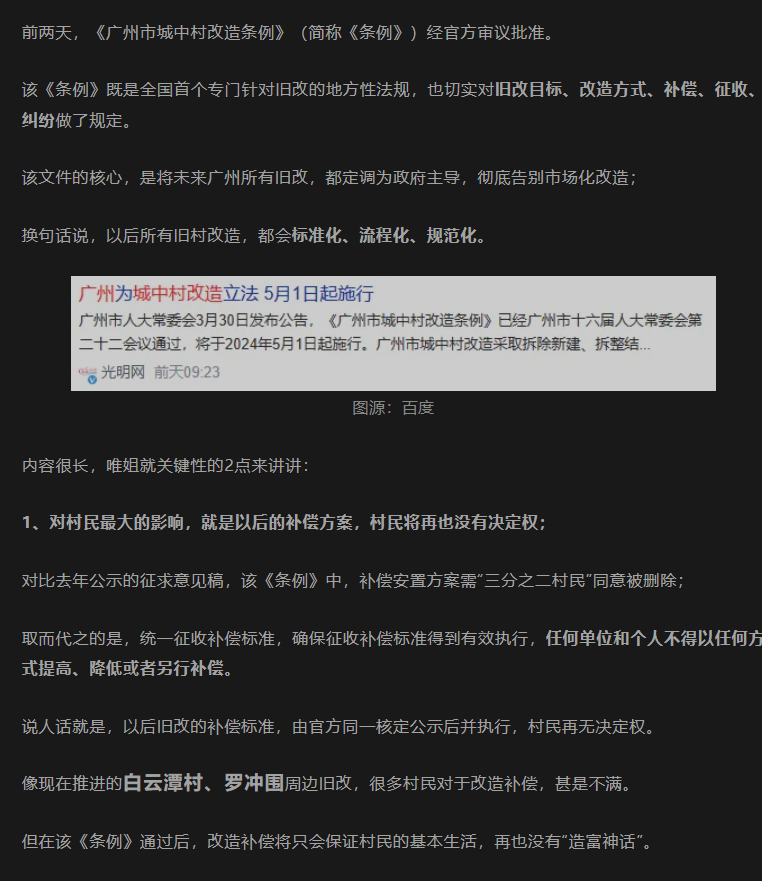 前两天，《广州市城中村改造条例》（简称《条例》）经官方审议批准。
该《条例》既是全国首个专门针对旧改的地方性法规，也切实对旧改目标、改造方式、补偿、征收、
纠纷做了规定。
该文件的核心，是将未来广州所有旧改，都定调为政府主导，彻底告别市场化改造；
换句话说，以后所有旧村改造，都会标准化、流程化、规范化。
广州为城中村改造立法 5月1日起施行
广州市人大常委会3月30日发布公告，《广州市城中村改造条例》已经广州市十六届人大常委会第
二十二会议通过，将于2024年5月1日起施行。广州市城中村改造采取拆除新建、拆整结...
光明网 前天09:23
图源：百度
内容很长，唯姐就关键性的2点来讲讲：
1、对村民最大的影响，就是以后的补偿方案，村民将再也没有决定权；
对比去年公示的征求意见稿，该《条例》中，补偿安置方案需“三分之二村民”同意被删除；
取而代之的是，统一征收补偿标准，确保征收补偿标准得到有效执行，任何单位和个人不得以任何方
式提高、降低或者另行补偿。
说人话就是，以后旧改的补偿标准，由官方同一核定公示后并执行，村民再无决定权。
像现在推进的白云潭村、罗冲围周边旧改，很多村民对于改造补偿，甚是不满。
但在该《条例》通过后，改造补偿将只会保证村民的基本生活，再也没有“造富神话”。